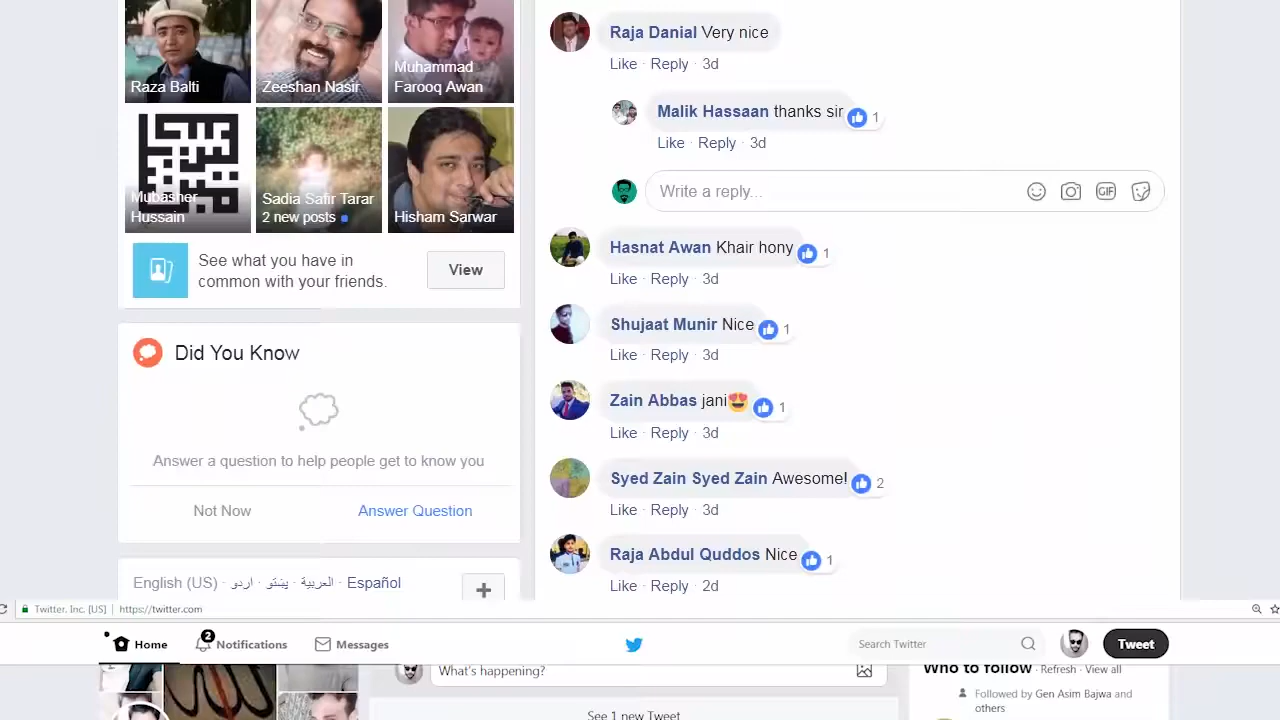 Raza Balti
Zeeshan Nasir
Muhammad
Farooq Awan
Mubasher
Hussain
Sadia Safir Tarar
2 new posts
Hisham Sarwar
See what you have in
common with your friends.
View
Did You Know
Answer a question to help people get to know you
Not Now
Answer Question
English (US) · اردو · پښتو · العربية · Español
+
Raja Danial Very nice
Like · Reply · 3d
Malik Hassaan thanks sir
1
Like · Reply · 3d
Write a reply...
GIF
Hasnat Awan Khair hony
1
Like · Reply · 3d
Shujaat Munir Nice
1
Like · Reply · 3d
Zain Abbas jani😍
1
Like · Reply · 3d
Syed Zain Syed Zain Awesome!
2
Like · Reply · 3d
Raja Abdul Quddos Nice
1
Like · Reply · 2d
Twitter, Inc. [US] | https://twitter.com
Home
2
Notifications
Messages
Search Twitter
Tweet
What's happening?
Who to follow · Refresh · View all
Followed by Gen Asim Bajwa and
others
See 1 new Tweet